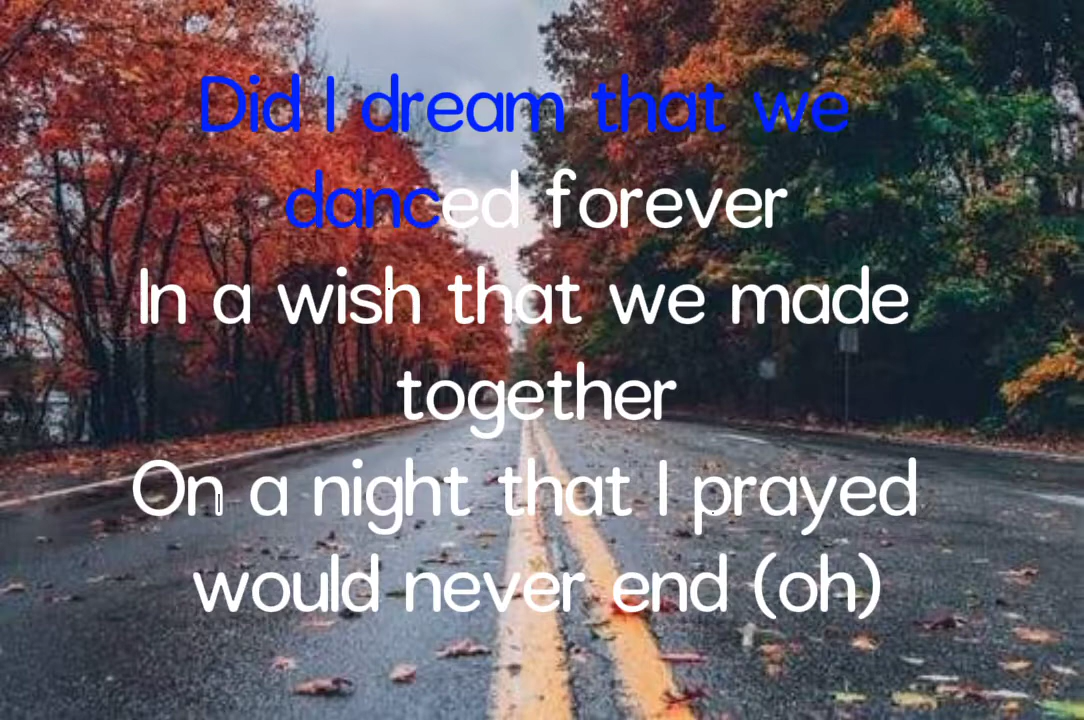 Did I dream that we
danced forever
In a wish that we made
together
On a night that I prayed
would never end (oh)